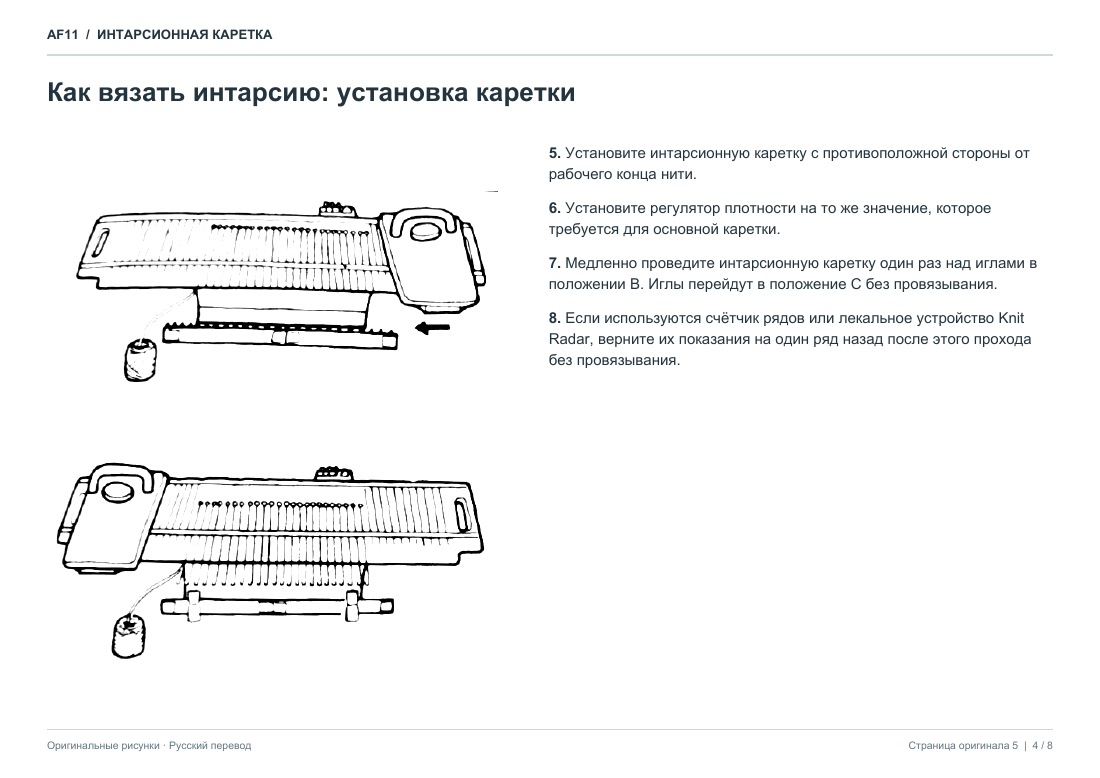 AF11 / ИНТАРСИОННАЯ КАРЕТКА
Как вязать интарсию: установка каретки
5. Установите интарсионную каретку с противоположной стороны от
рабочего конца нити.
6. Установите регулятор плотности на то же значение, которое
требуется для основной каретки.
7. Медленно проведите интарсионную каретку один раз над иглами в
положении B. Иглы перейдут в положение C без провязывания.
8. Если используются счётчик рядов или лекальное устройство Knit
Radar, верните их показания на один ряд назад после этого прохода
без провязывания.
Оригинальные рисунки · Русский перевод
Страница оригинала 5 | 4 / 8